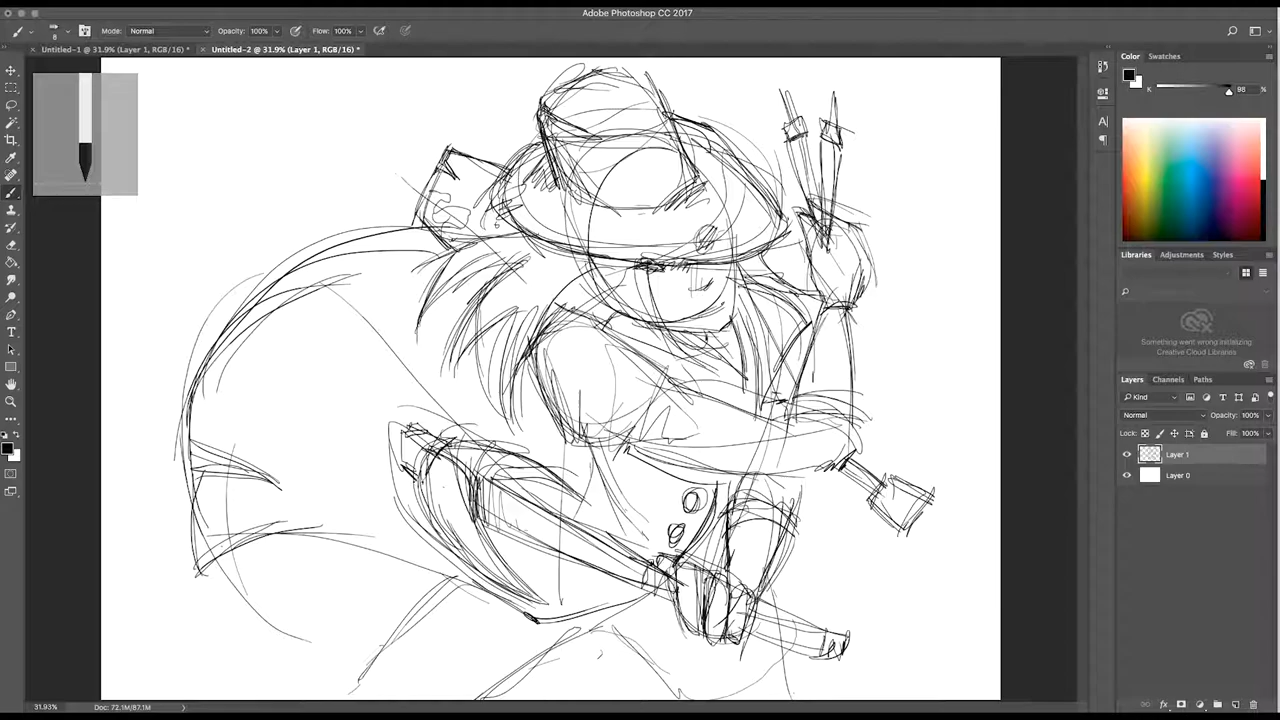 Adobe Photoshop CC 2017
Mode: Normal Opacity: 100% Flow: 100%
Untitled-1 @ 31.9% (Layer 1, RGB/16) * Untitled-2 @ 31.9% (Layer 1, RGB/16) *
Color Swatches
K 98 %
Libraries Adjustments Styles
Something went wrong initializing
Creative Cloud Libraries
Layers Channels Paths
Kind
Normal Opacity: 100%
Lock: Fill: 100%
Layer 1
Layer 0
31.93% Doc: 72.1M/87.1M